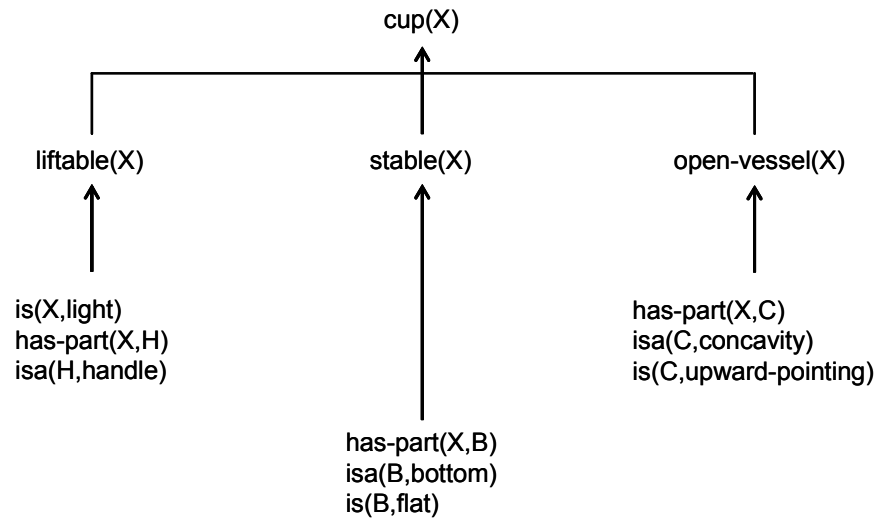 cup(X)
liftable(X)
stable(X)
open-vessel(X)
is(X,light)
has-part(X,H)
isa(H,handle)
has-part(X,C)
isa(C,concavity)
is(C,upward-pointing)
has-part(X,B)
isa(B,bottom)
is(B,flat)